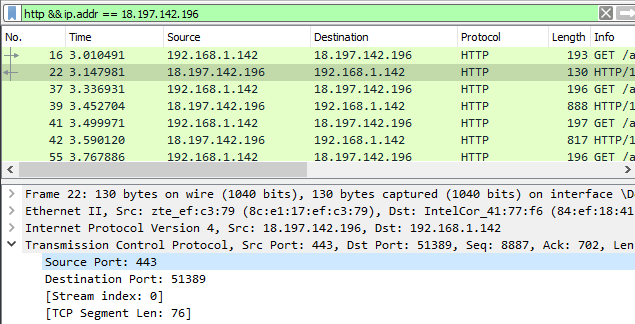 http && ip.addr == 18.197.142.196
No. Time Source Destination Protocol Length Info
16 3.010491 192.168.1.142 18.197.142.196 HTTP 193 GET /a
22 3.147981 18.197.142.196 192.168.1.142 HTTP 130 HTTP/1
37 3.336931 192.168.1.142 18.197.142.196 HTTP 196 GET /a
39 3.452704 18.197.142.196 192.168.1.142 HTTP 888 HTTP/1
41 3.499971 192.168.1.142 18.197.142.196 HTTP 197 GET /a
42 3.590120 18.197.142.196 192.168.1.142 HTTP 817 HTTP/1
55 3.767886 192.168.1.142 18.197.142.196 HTTP 196 GET /a
Frame 22: 130 bytes on wire (1040 bits), 130 bytes captured (1040 bits) on interface \D
Ethernet II, Src: zte_ef:c3:79 (8c:e1:17:ef:c3:79), Dst: IntelCor_41:77:f6 (84:ef:18:41
Internet Protocol Version 4, Src: 18.197.142.196, Dst: 192.168.1.142
Transmission Control Protocol, Src Port: 443, Dst Port: 51389, Seq: 8887, Ack: 702, Len
Source Port: 443
Destination Port: 51389
[Stream index: 0]
[TCP Segment Len: 76]